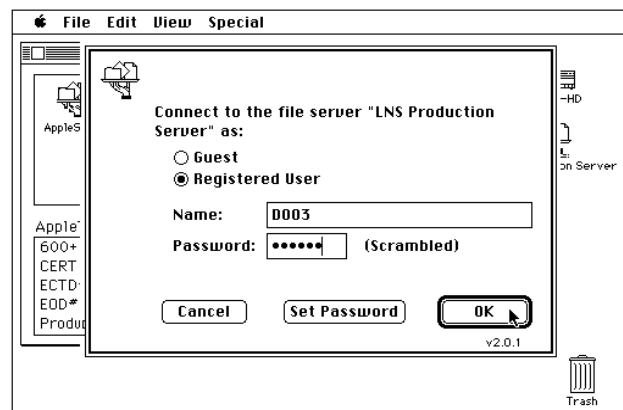 File Edit View Special
AppleS
Connect to the file server "LNS Production
Server" as:
Guest
Registered User
Name: D003
Password: •••••• (Scrambled)
Cancel Set Password OK
v2.0.1
-HD
on Server
Apple
600+
CERT
ECTD
EOD*
Produ
Trash